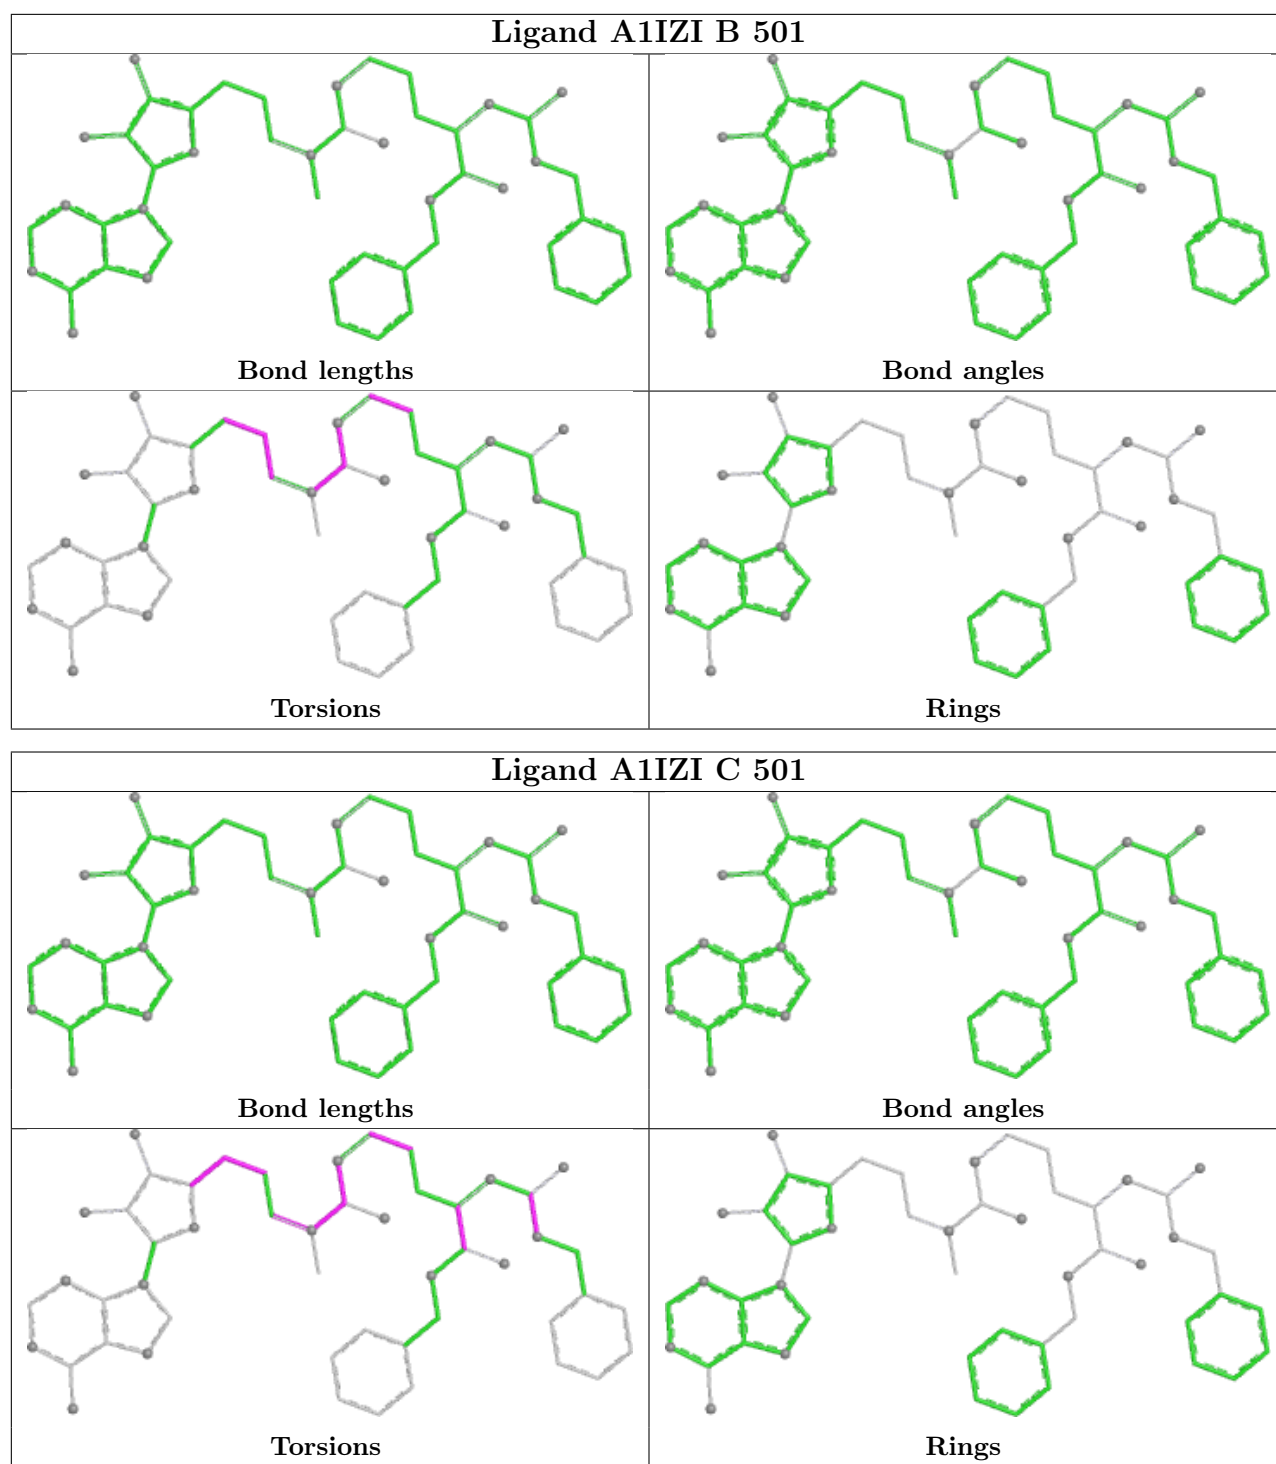 Ligand A1IZI B 501
Bond lengths
Bond angles
Torsions
Rings
Ligand A1IZI C 501
Bond lengths
Bond angles
Torsions
Rings